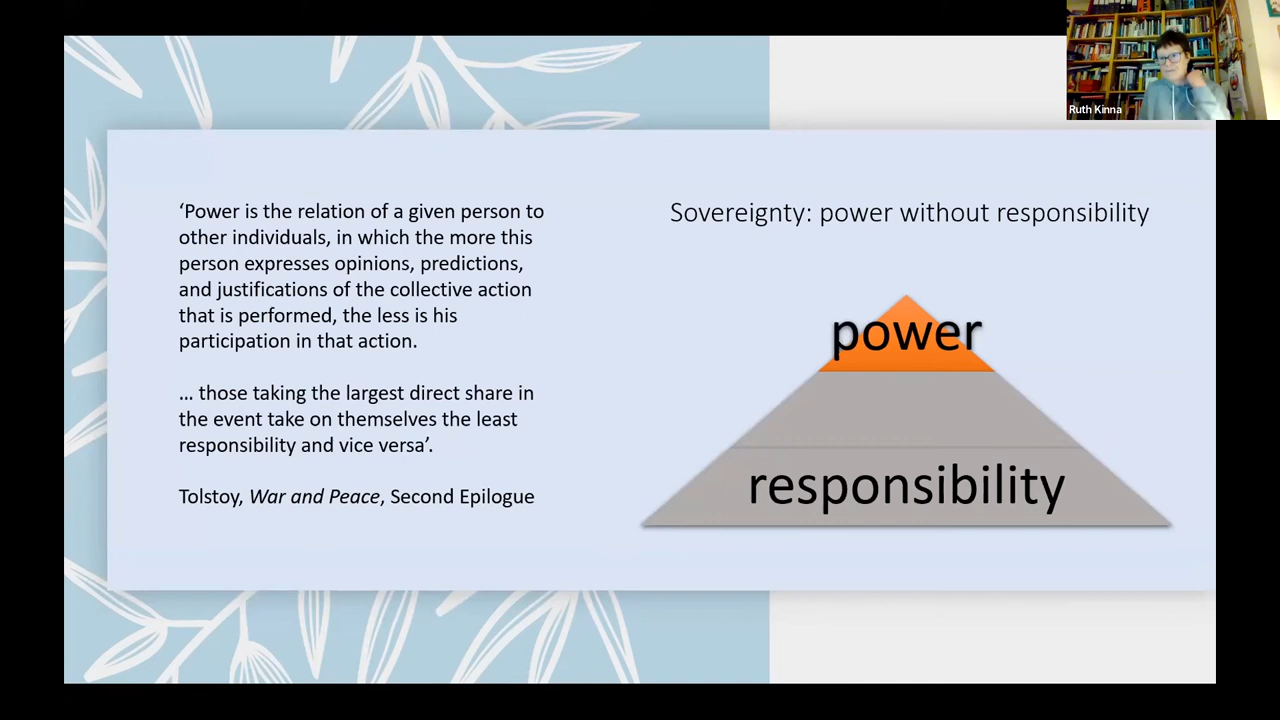 Ruth Kinna
‘Power is the relation of a given person to
other individuals, in which the more this
person expresses opinions, predictions,
and justifications of the collective action
that is performed, the less is his
participation in that action.
… those taking the largest direct share in
the event take on themselves the least
responsibility and vice versa’.
Tolstoy, War and Peace, Second Epilogue
Sovereignty: power without responsibility
power
responsibility